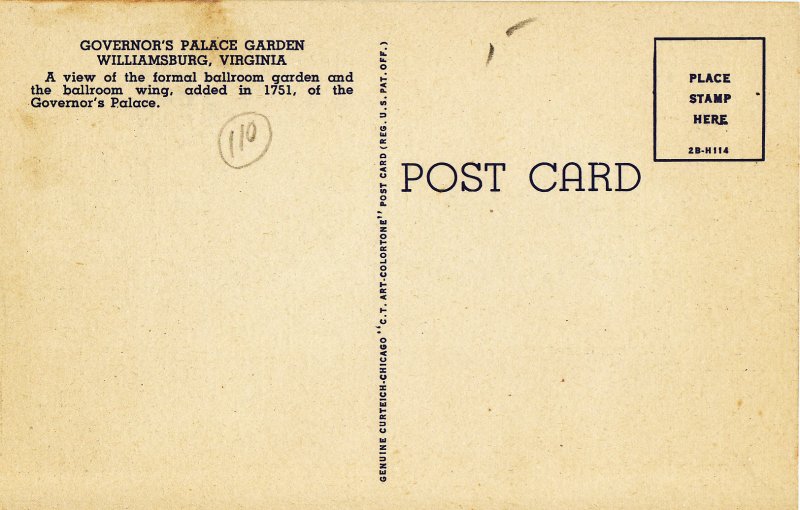 GOVERNOR'S PALACE GARDEN
WILLIAMSBURG, VIRGINIA
A view of the formal ballroom garden and
the ballroom wing, added in 1751, of the
Governor's Palace.
110
GENUINE CURTEICH-CHICAGO "C.T. ART-COLORTONE" POST CARD (REG. U.S. PAT. OFF.)
POST CARD
PLACE
STAMP
HERE
2B-H114